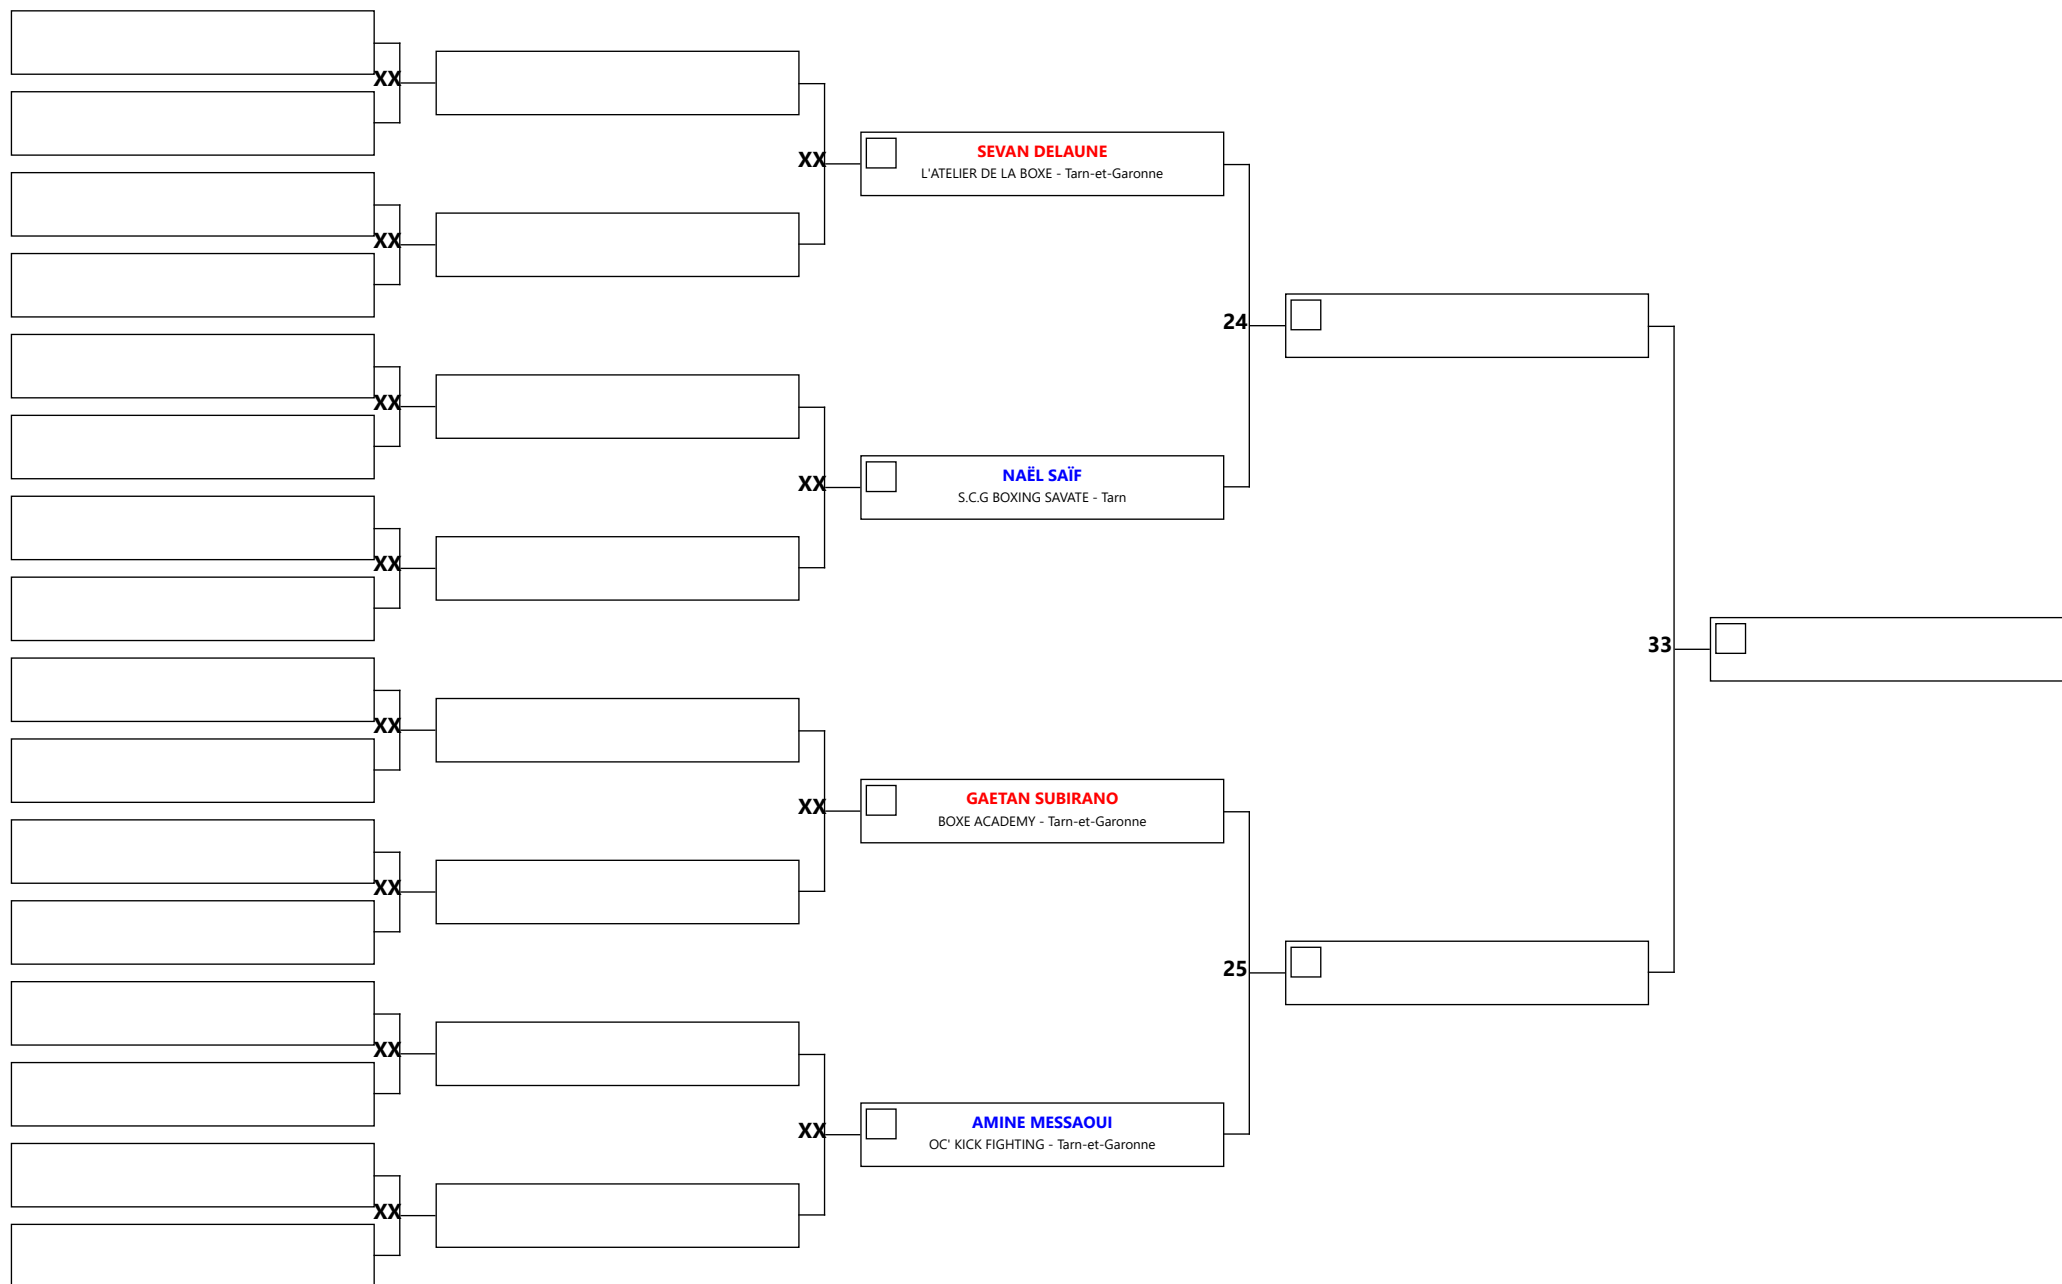 XX
XX
SEVAN DELAUNE
L'ATELIER DE LA BOXE - Tarn-et-Garonne
XX
24
XX
XX
NAËL SAÏF
S.C.G BOXING SAVATE - Tarn
XX
33
XX
XX
GAETAN SUBIRANO
BOXE ACADEMY - Tarn-et-Garonne
XX
25
XX
XX
AMINE MESSAOUI
OC' KICK FIGHTING - Tarn-et-Garonne
XX